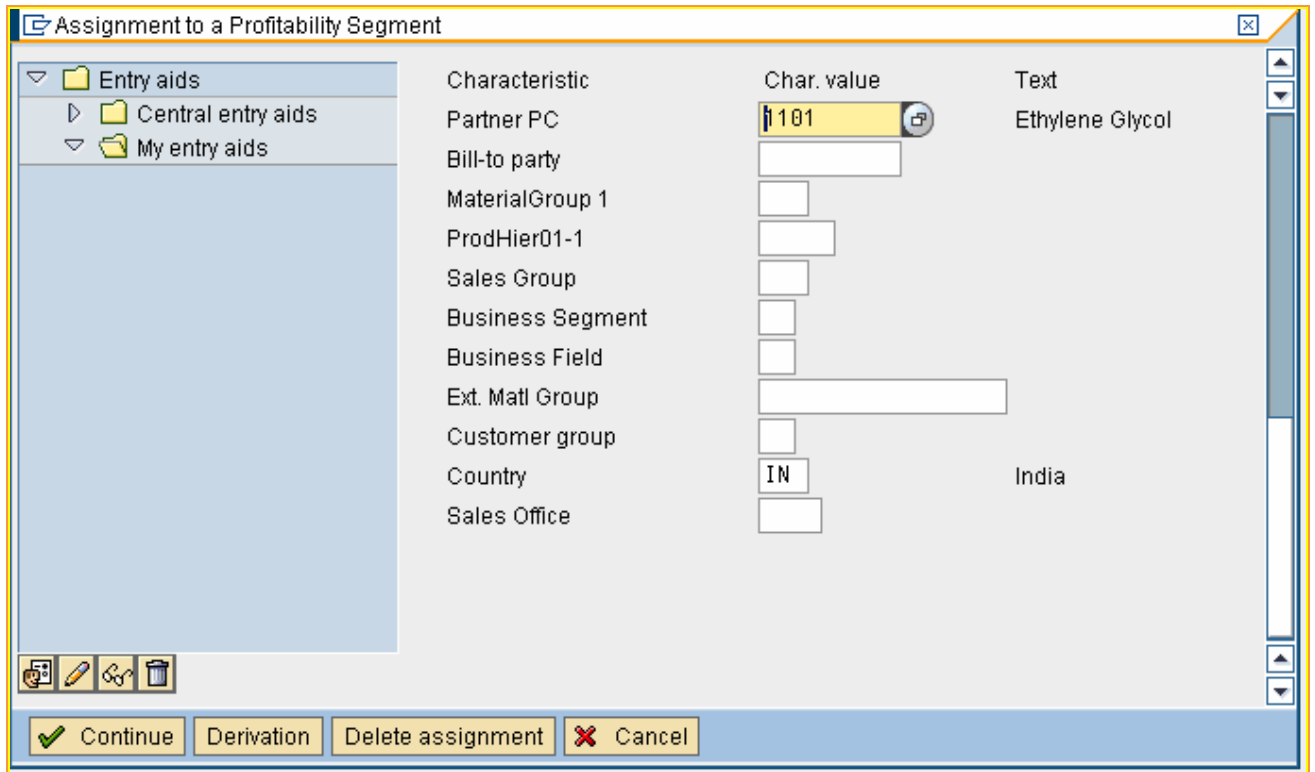 Assignment to a Profitability Segment
Entry aids
Central entry aids
My entry aids
Characteristic Char. value Text
Partner PC 1101 Ethylene Glycol
Bill-to party
MaterialGroup 1
ProdHier01-1
Sales Group
Business Segment
Business Field
Ext. Matl Group
Customer group
Country IN India
Sales Office
Continue Derivation Delete assignment Cancel